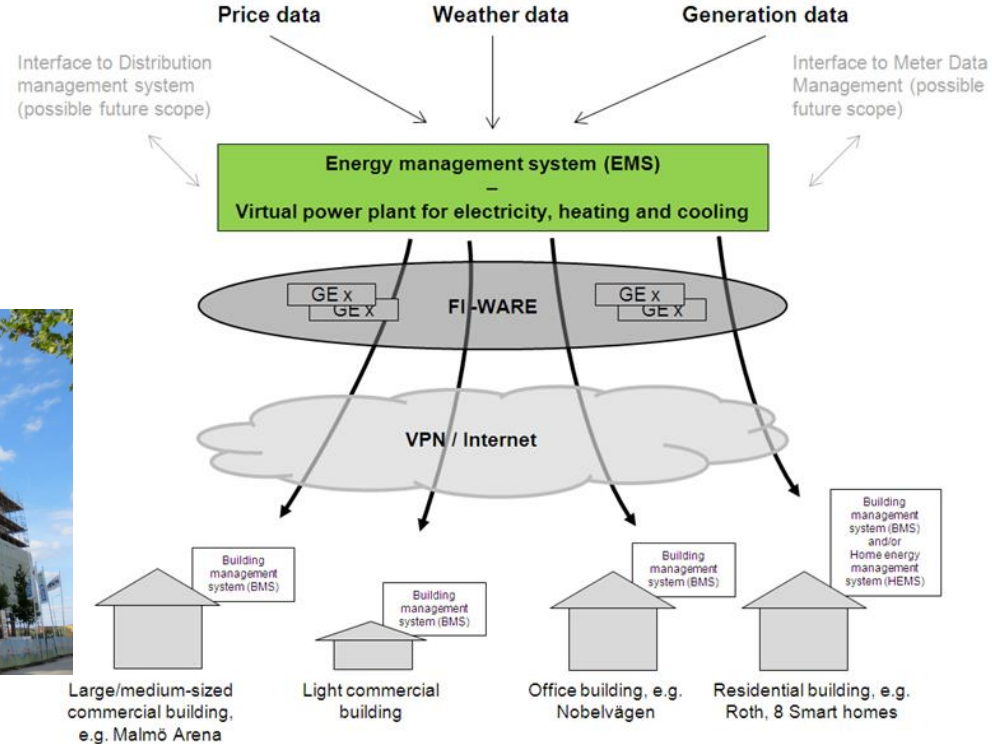 Price data
Weather data
Generation data
Interface to Distribution
management system
(possible future scope)
Interface to Meter Data
Management (possible
future scope)
Energy management system (EMS)
–
Virtual power plant for electricity, heating and cooling
GE x
GE x
FI-WARE
GE x
GE x
VPN / Internet
Building
management
system (BMS)
Building
management
system (BMS)
Building
management
system (BMS)
Building
management
system (BMS)
and/or
Home energy
management
system (HEMS)
Large/medium-sized
commercial building,
e.g. Malmö Arena
Light commercial
building
Office building, e.g.
Nobelvägen
Residential building, e.g.
Roth, 8 Smart homes